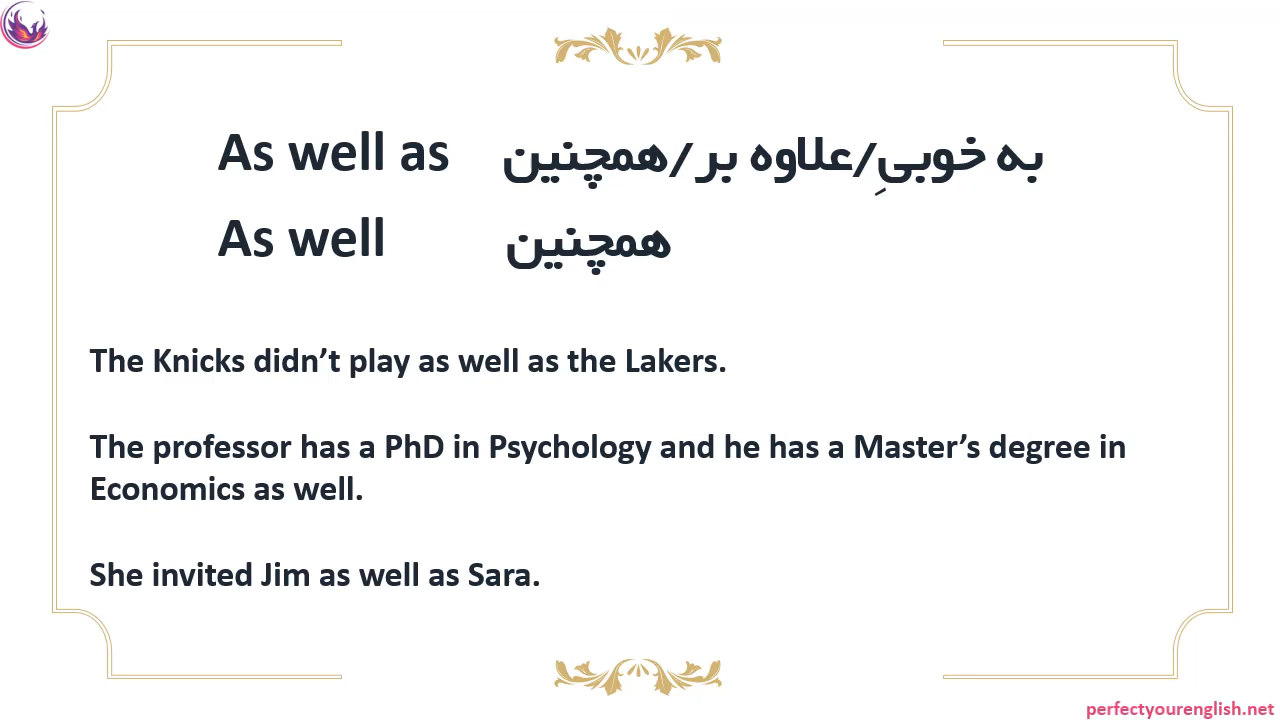 As well as به خوبیِ/علاوه بر/همچنین
As well همچنین
The Knicks didn’t play as well as the Lakers.
The professor has a PhD in Psychology and he has a Master’s degree in
Economics as well.
She invited Jim as well as Sara.
perfectyourenglish.net